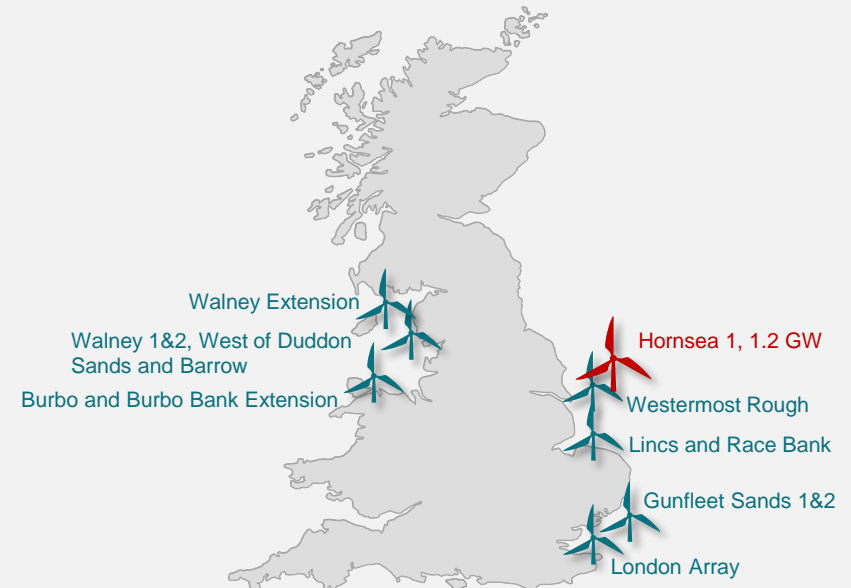 Walney Extension
Walney 1&2, West of Duddon
Sands and Barrow
Burbo and Burbo Bank Extension
Hornsea 1, 1.2 GW
Westermost Rough
Lincs and Race Bank
Gunfleet Sands 1&2
London Array